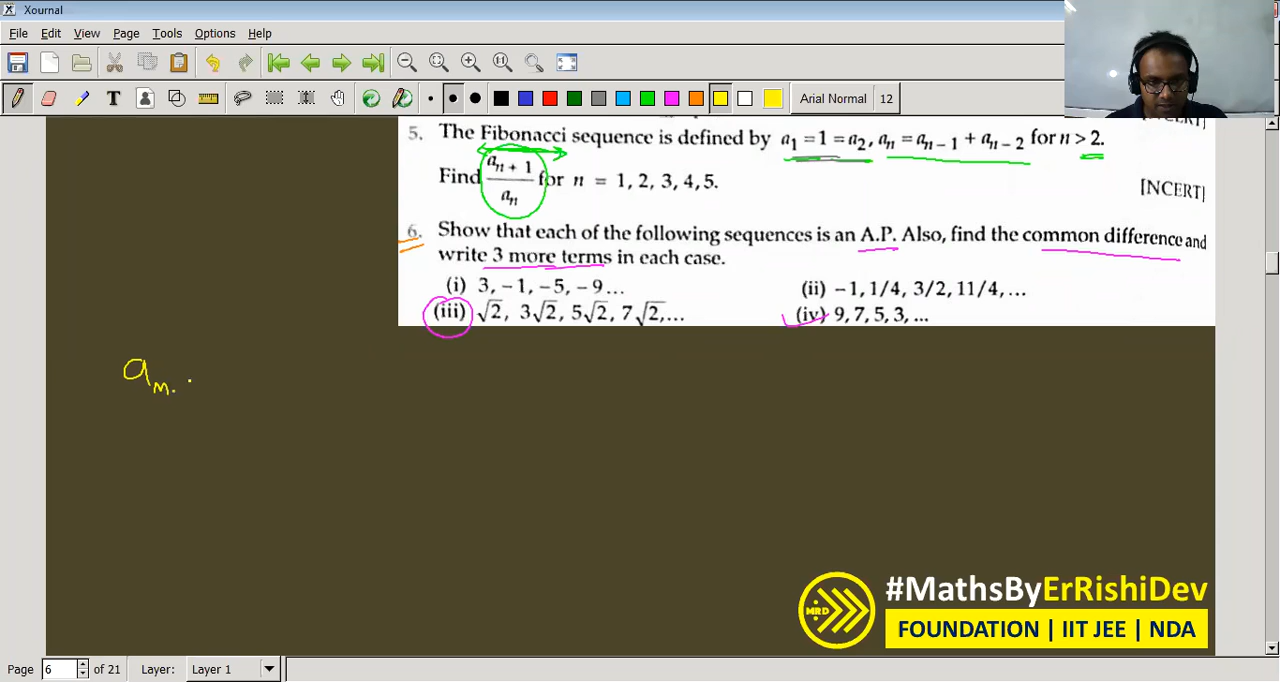 Xournal
File Edit View Page Tools Options Help
Arial Normal 12
5. The Fibonacci sequence is defined by a₁ = 1 = a₂, aₙ = aₙ₋₁ + aₙ₋₂ for n > 2.
Find aₙ₊₁/aₙ for n = 1, 2, 3, 4, 5. [NCERT]
6. Show that each of the following sequences is an A.P. Also, find the common difference and
write 3 more terms in each case.
(i) 3, −1, −5, −9... (ii) −1, 1/4, 3/2, 11/4, ...
(iii) √2, 3√2, 5√2, 7√2,... (iv) 9, 7, 5, 3, ...
aₙ.
MRD #MathsByErRishiDev
FOUNDATION | IIT JEE | NDA
Page 6 of 21 Layer: Layer 1